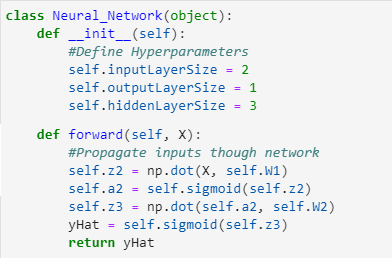 class Neural_Network(object):
    def __init__(self):
        #Define Hyperparameters
        self.inputLayerSize = 2
        self.outputLayerSize = 1
        self.hiddenLayerSize = 3
    def forward(self, X):
        #Propagate inputs though network
        self.z2 = np.dot(X, self.W1)
        self.a2 = self.sigmoid(self.z2)
        self.z3 = np.dot(self.a2, self.W2)
        yHat = self.sigmoid(self.z3)
        return yHat